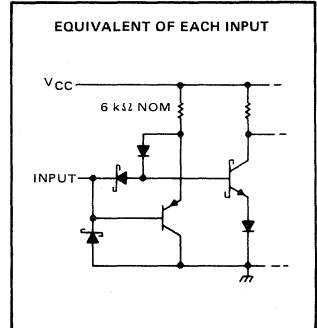 EQUIVALENT OF EACH INPUT
VCC
6 kΩ NOM
INPUT